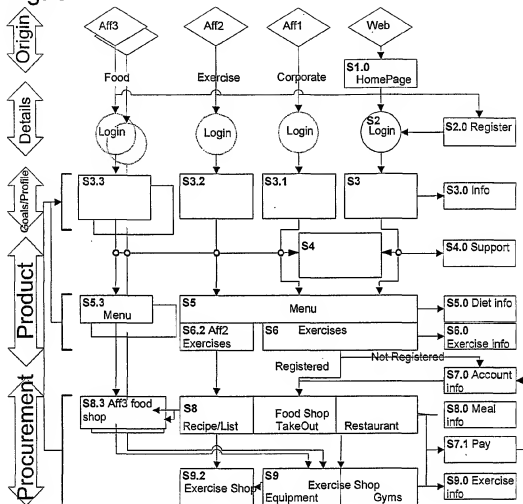 Aff3
Aff2
Aff1
Web
Origin
S1.0
HomePage
Food
Exercise
Corporate
Details
Login
Login
Login
S2
Login
S2.0 Register
Goals/Profile
S3.3
S3.2
S3.1
S3
S3.0 Info
S4
S4.0 Support
Product
S5.3
Menu
S5
Menu
S5.0 Diet info
S6.2 Aff2
Exercises
S6
Exercises
S6.0
Exercise info
Registered
Not Registered
S7.0 Account
info
Procurement
S8.3 Aff3 food
shop
S8
Recipe/List
Food Shop
TakeOut
Restaurant
S8.0 Meal
info
S7.1 Pay
S9.2
Exercise Shop
S9
Exercise Shop
Equipment
Gyms
S9.0 Exercise
info